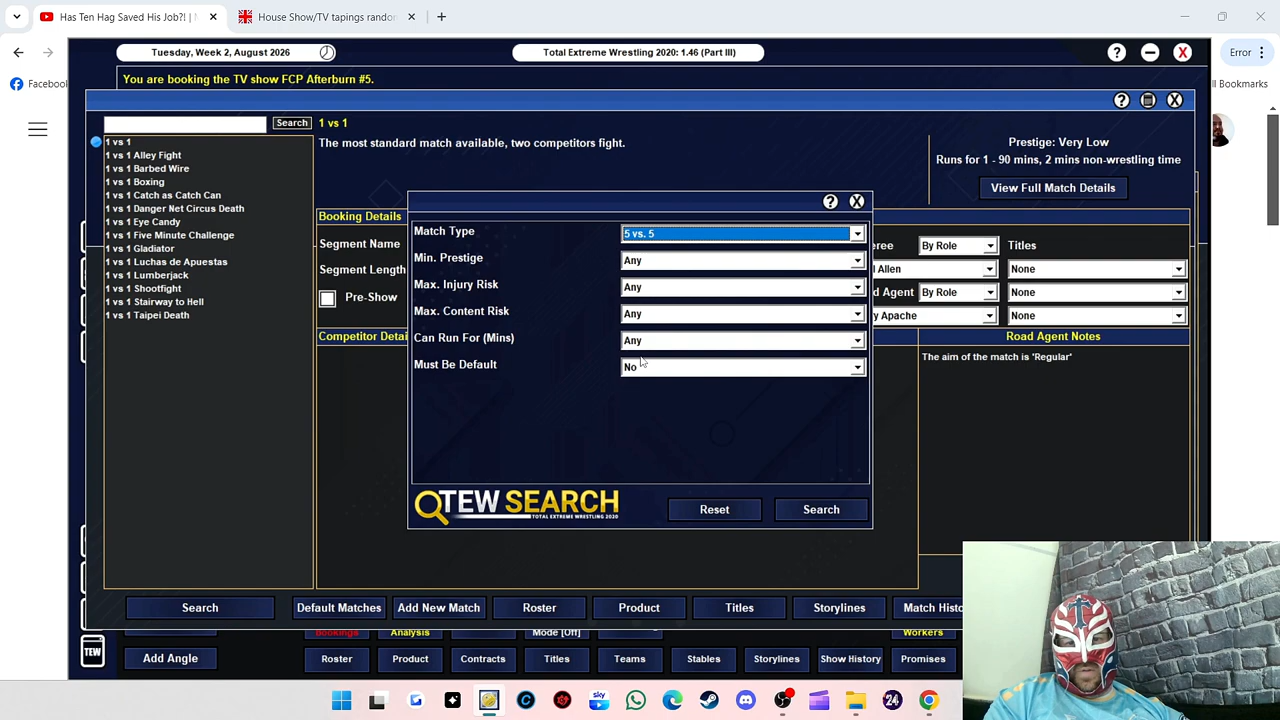 Has Ten Hag Saved His Job?! |
House Show/TV tapings rando
Error
Facebook
Tuesday, Week 2, August 2026
Total Extreme Wrestling 2020: 1.46 (Part III)
?
X
You are booking the TV show FCP Afterburn #5.
All Bookmarks
? X
Search
1 vs 1
The most standard match available, two competitors fight.
Prestige: Very Low
Runs for 1 - 90 mins, 2 mins non-wrestling time
View Full Match Details
1 vs 1
1 vs 1 Alley Fight
1 vs 1 Barbed Wire
1 vs 1 Boxing
1 vs 1 Catch as Catch Can
1 vs 1 Danger Net Circus Death
1 vs 1 Eye Candy
1 vs 1 Five Minute Challenge
1 vs 1 Gladiator
1 vs 1 Luchas de Apuestas
1 vs 1 Lumberjack
1 vs 1 Shootfight
1 vs 1 Stairway to Hell
1 vs 1 Taipei Death
Booking Details
Segment Name
Segment Length
Pre-Show
Competitor Detai
? X
Match Type
5 vs. 5
Min. Prestige
Any
Max. Injury Risk
Any
Max. Content Risk
Any
Can Run For (Mins)
Any
Must Be Default
No
TEW SEARCH
TOTAL EXTREME WRESTLING 2020
Reset
Search
eree
By Role
Titles
l Allen
None
d Agent
By Role
None
y Apache
None
Road Agent Notes
The aim of the match is 'Regular'
Search
Default Matches
Add New Match
Roster
Product
Titles
Storylines
Match Histo
TEW
Bookings
Analysis
Mode [Off]
Workers
Add Angle
Roster
Product
Contracts
Titles
Teams
Stables
Storylines
Show History
Promises
sky
24